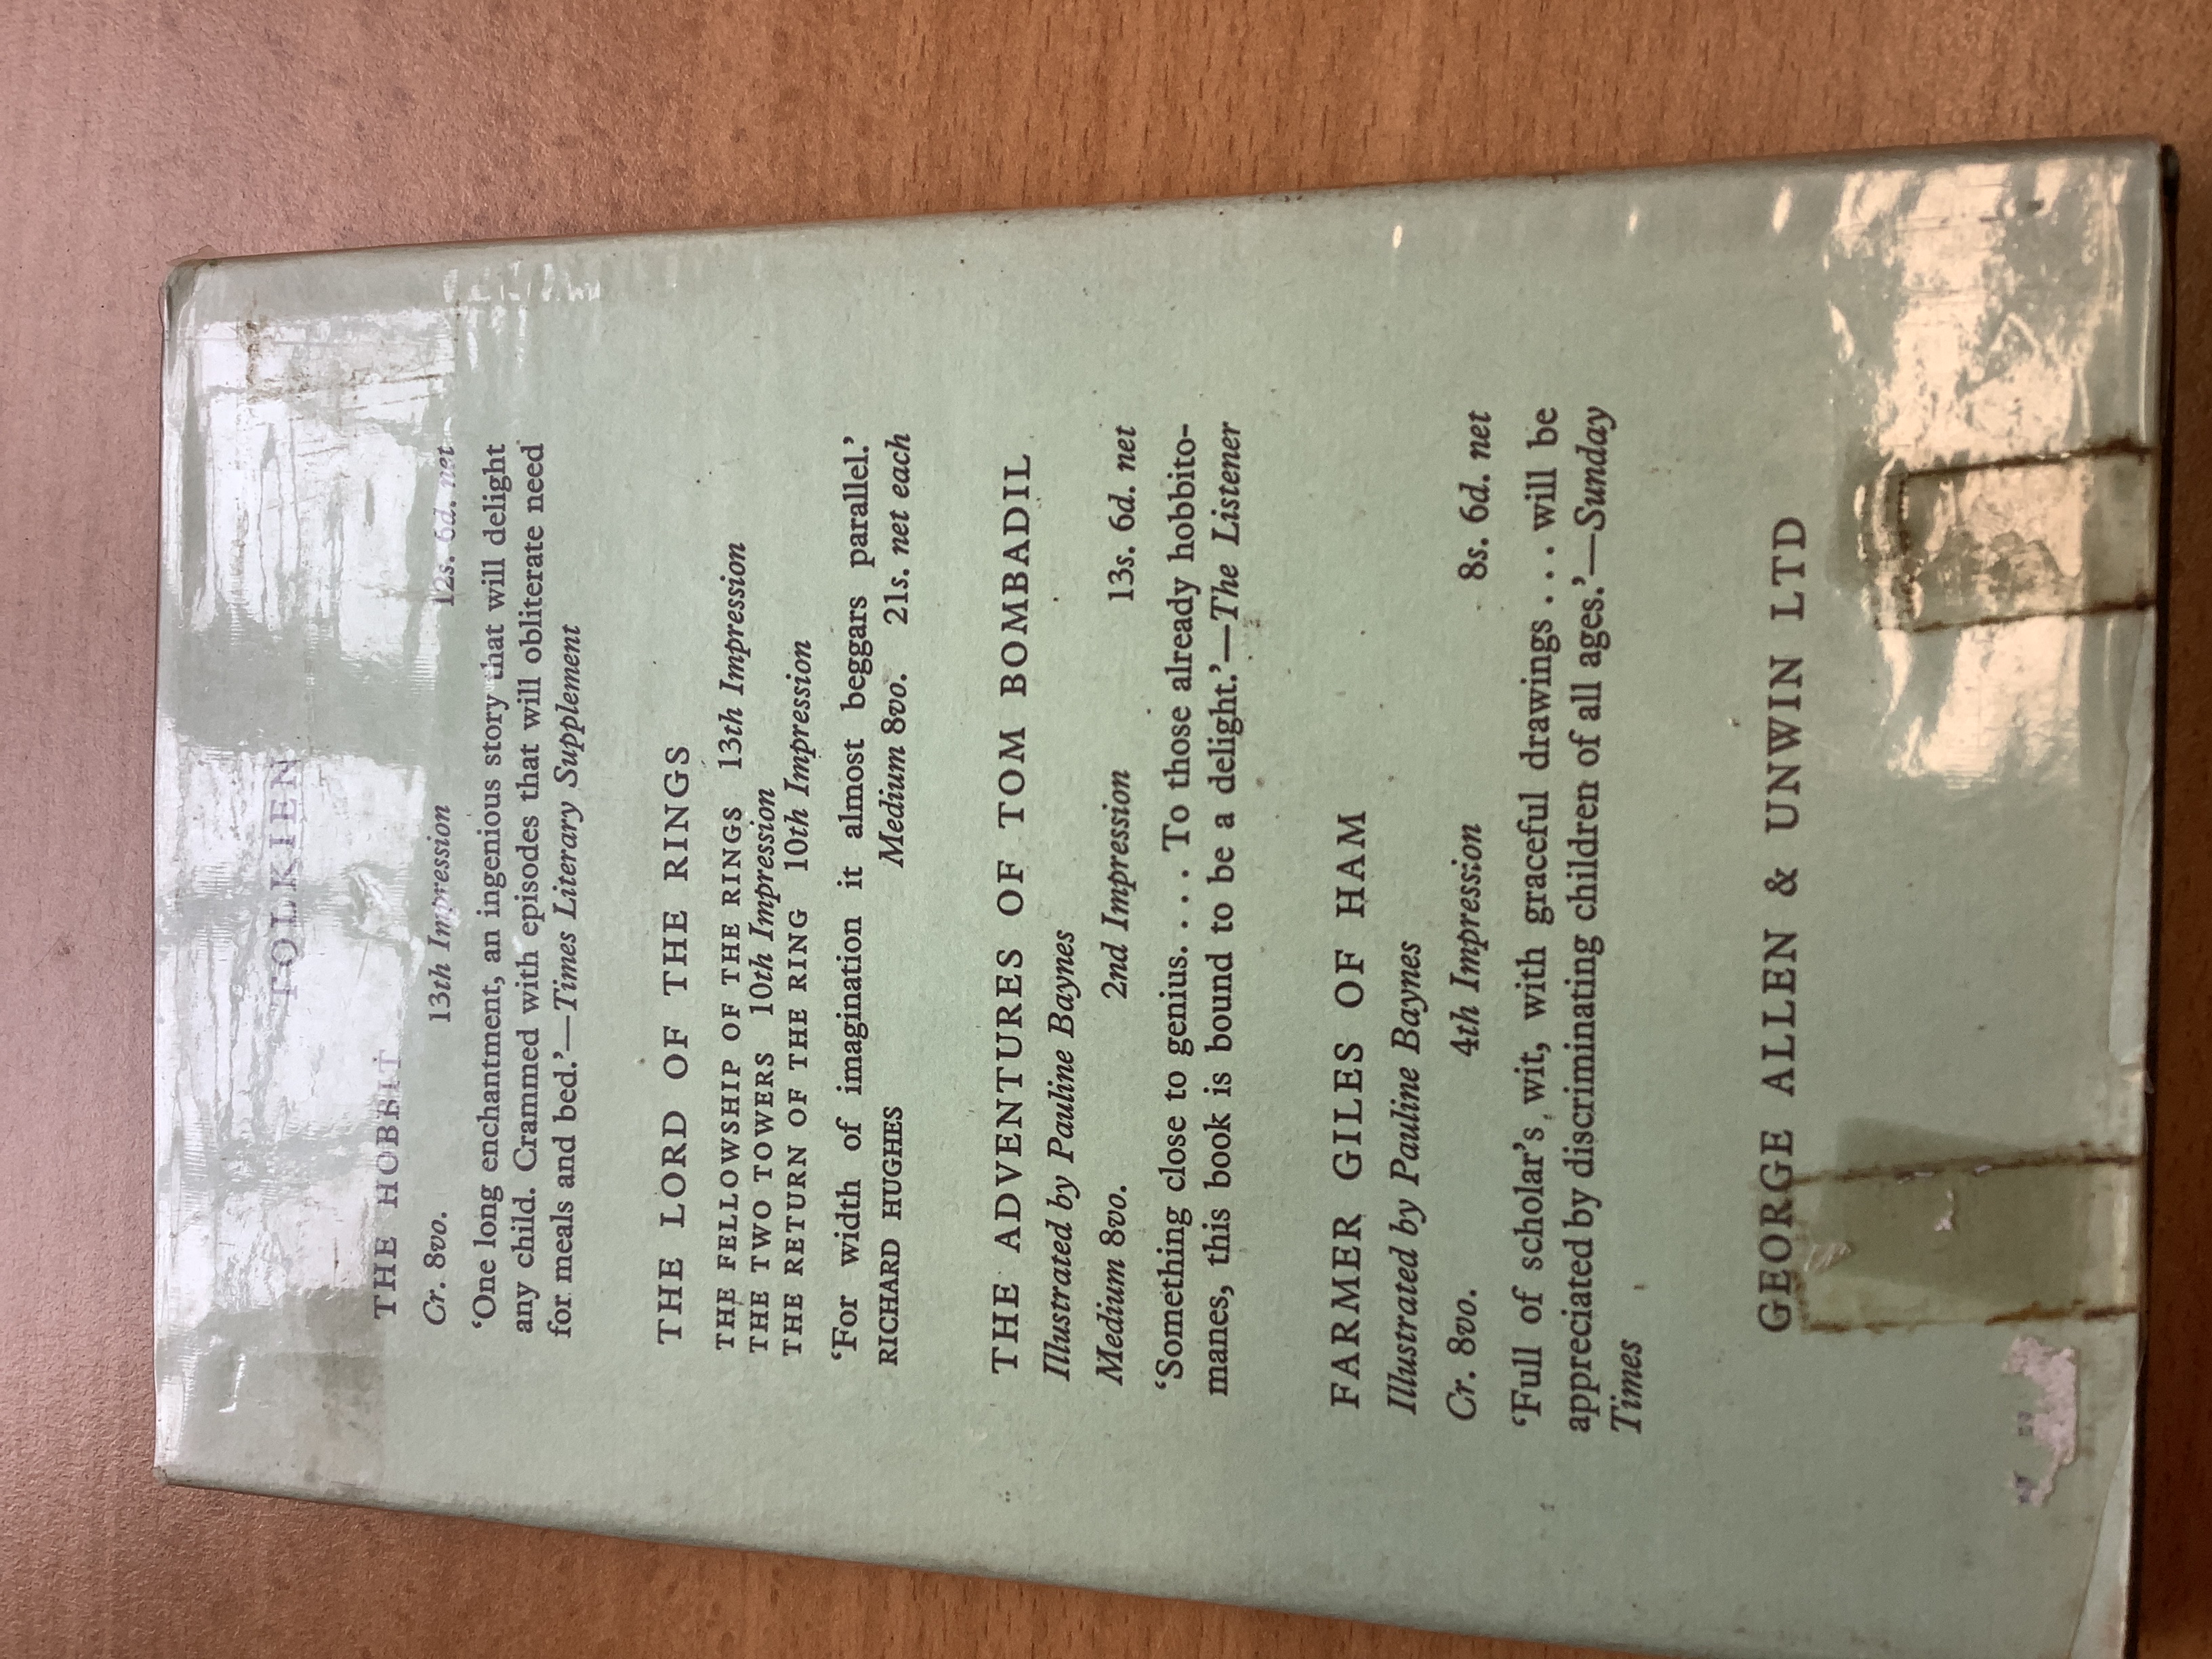 TOLKIEN
THE HOBBIT
Cr. 8vo. 13th Impression 12s. 6d. net
‘One long enchantment, an ingenious story that will delight
any child. Crammed with episodes that will obliterate need
for meals and bed.’—Times Literary Supplement
THE LORD OF THE RINGS
THE FELLOWSHIP OF THE RINGS 13th Impression
THE TWO TOWERS 10th Impression
THE RETURN OF THE RING 10th Impression
‘For width of imagination it almost beggars parallel.’
RICHARD HUGHES Medium 8vo. 21s. net each
THE ADVENTURES OF TOM BOMBADIL
Illustrated by Pauline Baynes
Medium 8vo. 2nd Impression 13s. 6d. net
‘Something close to genius. . . . To those already hobbito-
manes, this book is bound to be a delight.’—The Listener
FARMER GILES OF HAM
Illustrated by Pauline Baynes
Cr. 8vo. 4th Impression 8s. 6d. net
‘Full of scholar’s wit, with graceful drawings . . . will be
appreciated by discriminating children of all ages.’—Sunday
Times
GEORGE ALLEN & UNWIN LTD